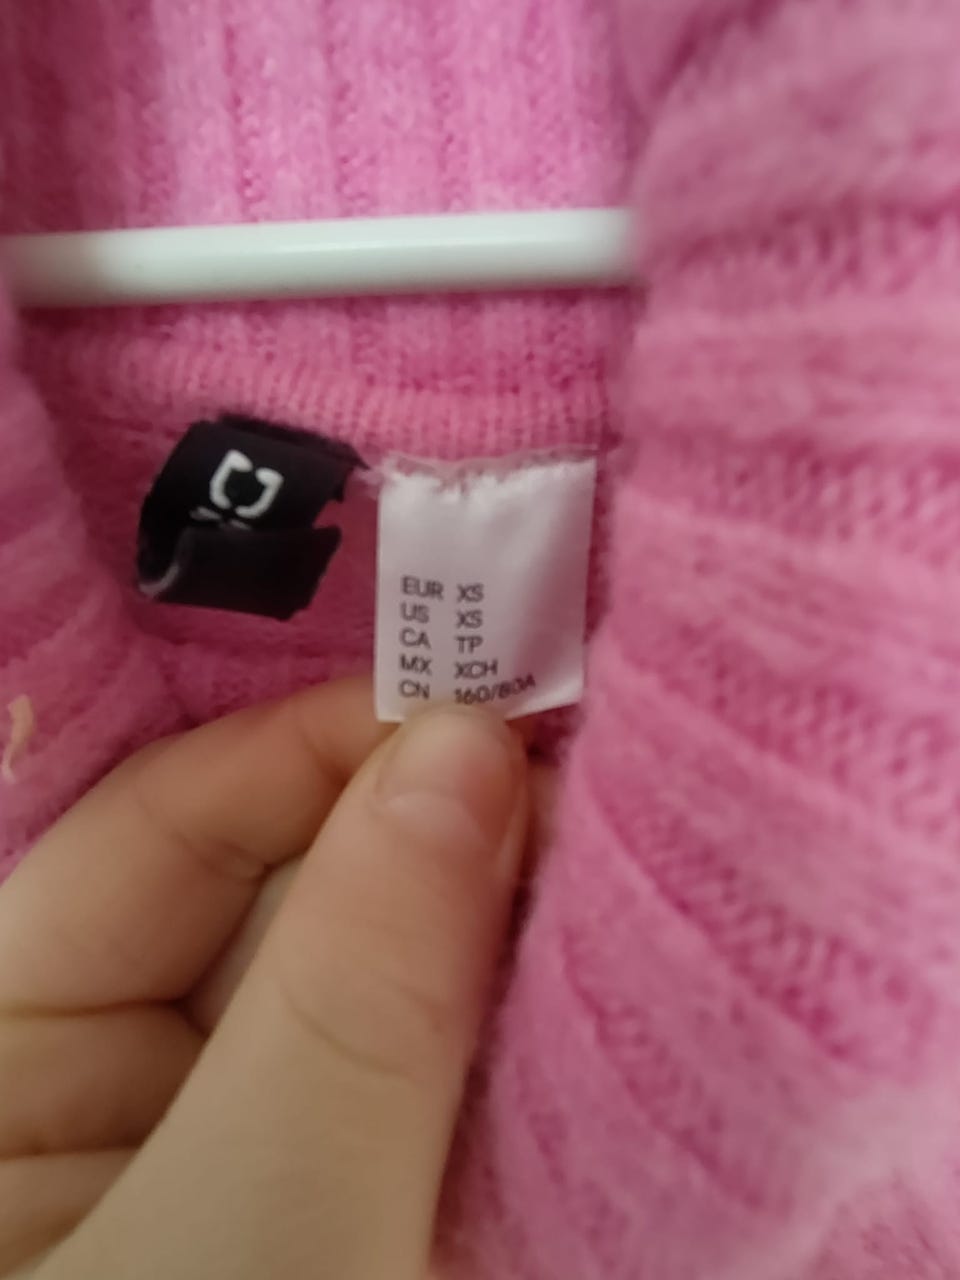 EUR XS
US XS
CA TP
MX XCH
CN 160/80A